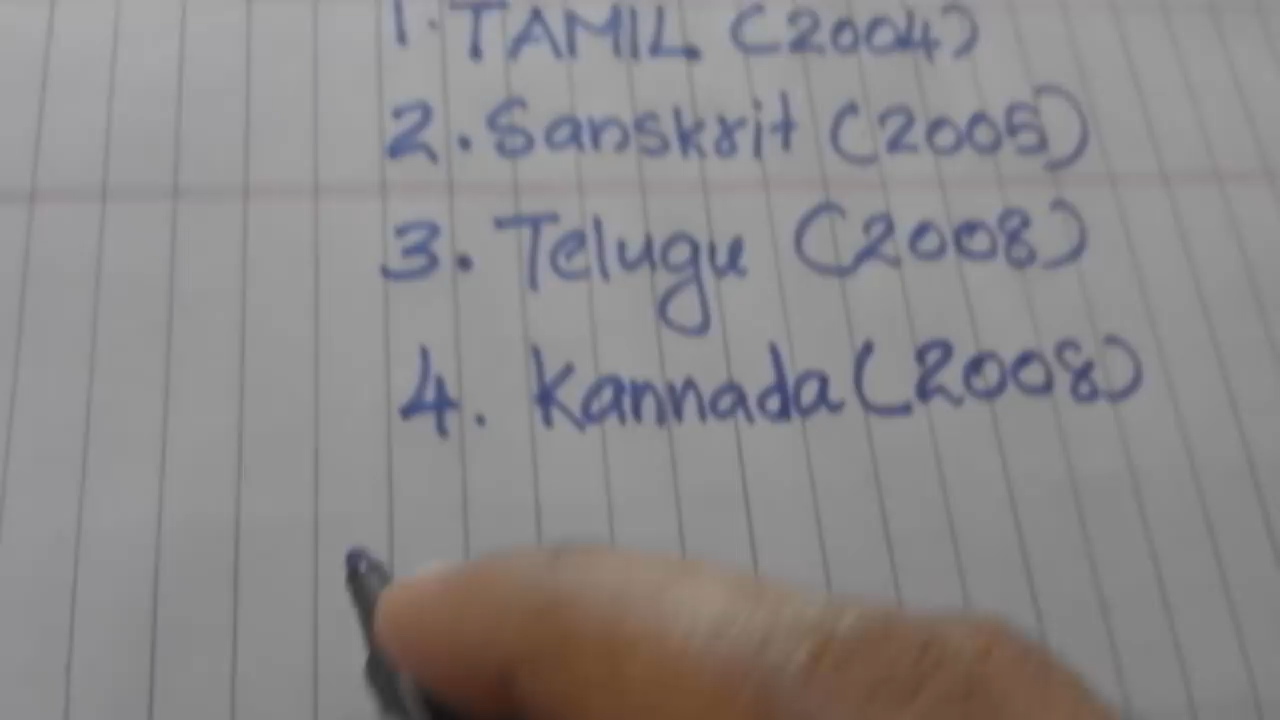 1. TAMIL (2004)
2. Sanskrit (2005)
3. Telugu (2008)
4. Kannada (2008)